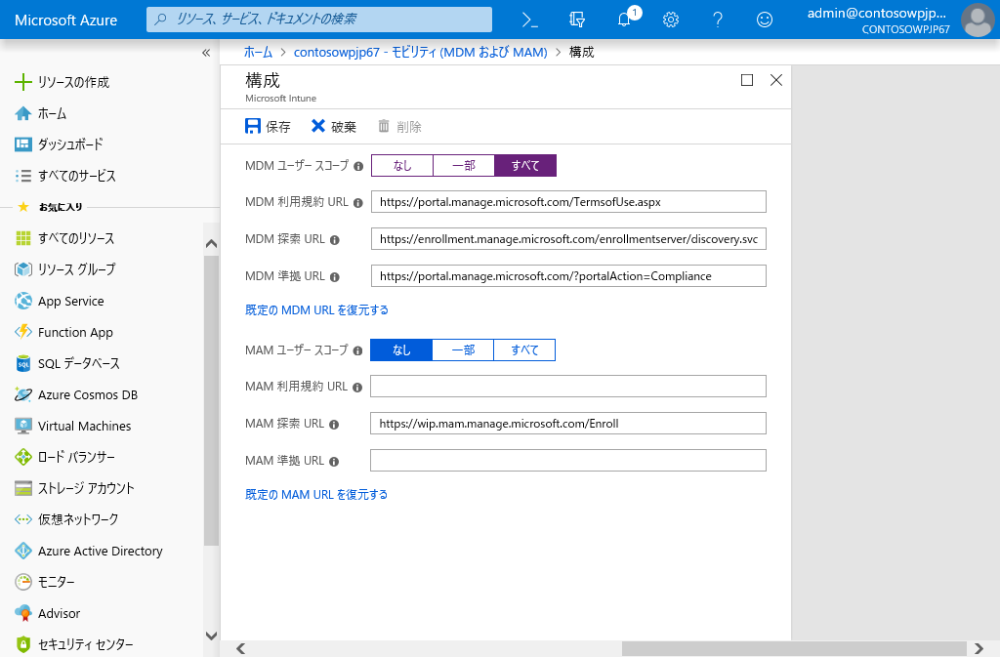 Microsoft Azure
リソース、サービス、ドキュメントの検索
1
admin@contosowpjp...
CONTOSOWPJP67
ホーム > contosowpjp67 - モビリティ (MDM および MAM) > 構成
リソースの作成
ホーム
ダッシュボード
すべてのサービス
お気に入り
すべてのリソース
リソース グループ
App Service
Function App
SQL データベース
Azure Cosmos DB
Virtual Machines
ロード バランサー
ストレージ アカウント
仮想ネットワーク
Azure Active Directory
モニター
Advisor
セキュリティ センター
構成
Microsoft Intune
保存 破棄 削除
MDM ユーザー スコープ なし 一部 すべて
MDM 利用規約 URL https://portal.manage.microsoft.com/TermsofUse.aspx
MDM 探索 URL https://enrollment.manage.microsoft.com/enrollmentserver/discovery.svc
MDM 準拠 URL https://portal.manage.microsoft.com/?portalAction=Compliance
既定の MDM URL を復元する
MAM ユーザー スコープ なし 一部 すべて
MAM 利用規約 URL
MAM 探索 URL https://wip.mam.manage.microsoft.com/Enroll
MAM 準拠 URL
既定の MAM URL を復元する